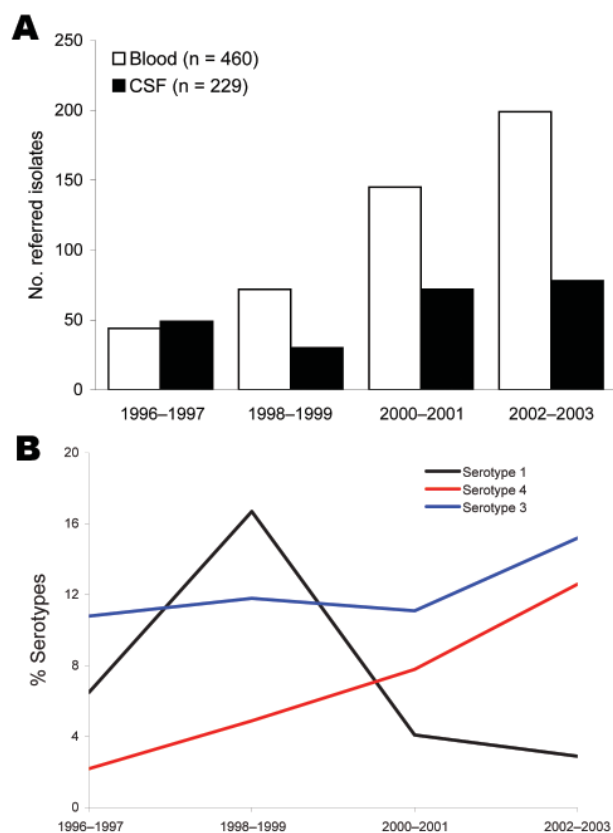 A
250
200
150
100
50
0
No. referred isolates
Blood (n = 460)
CSF (n = 229)
1996–1997 1998–1999 2000–2001 2002–2003
B
20
16
12
8
4
0
% Serotypes
Serotype 1
Serotype 4
Serotype 3
1996–1997 1998–1999 2000–2001 2002–2003